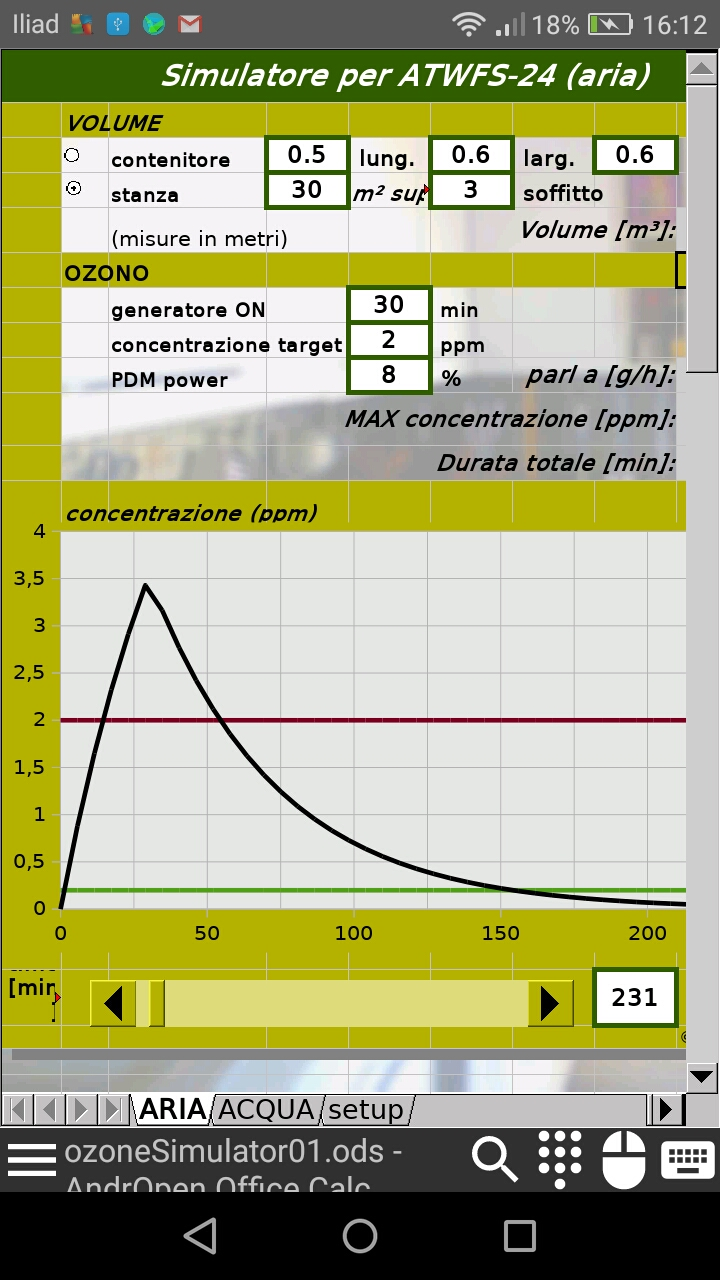 Iliad 18% 16:12
Simulatore per ATWFS-24 (aria)
VOLUME
contenitore 0.5 lung. 0.6 larg. 0.6
stanza 30 m² sup 3 soffitto
(misure in metri) Volume [m³]:
OZONO
generatore ON 30 min
concentrazione target 2 ppm
PDM power 8 % parl a [g/h]:
MAX concentrazione [ppm]:
Durata totale [min]:
concentrazione (ppm)
4
3,5
3
2,5
2
1,5
1
0,5
0
0 50 100 150 200
[min
] 231
ARIA ACQUA setup
ozoneSimulator01.ods -
AndrOpen Office Calc